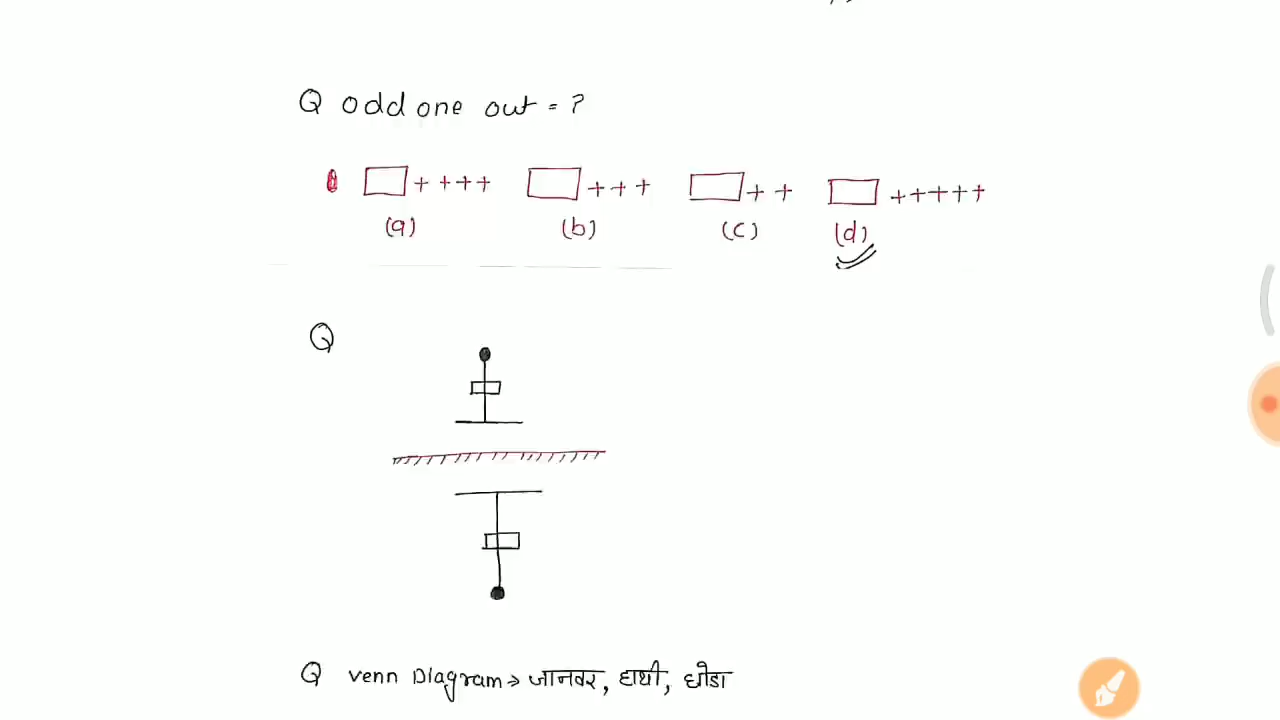 Q odd one out = ?
++++ +++ ++ +++++
(a) (b) (c) (d)
Q
Q venn Diagram → जानवर, हाथी, घोडा